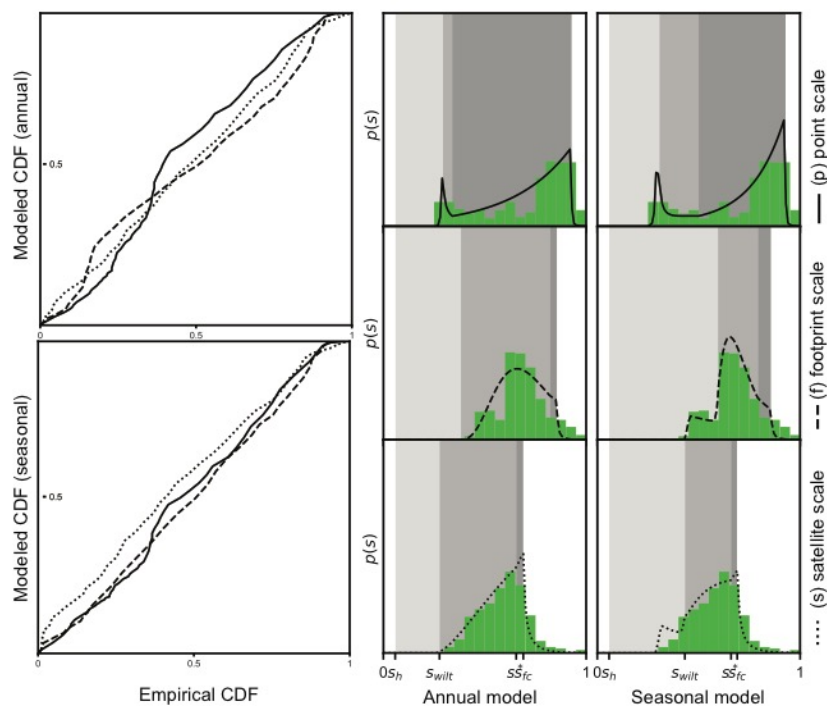 Modeled CDF (annual)
0.5
0
0.5
1
Modeled CDF (seasonal)
0.5
0
0.5
1
Empirical CDF
p(s)
p(s)
p(s)
(p) point scale
(f) footprint scale
(s) satellite scale
0 s_h s_wilt s s*_fc 1
0 s_h s_wilt s s*_fc 1
Annual model
Seasonal model